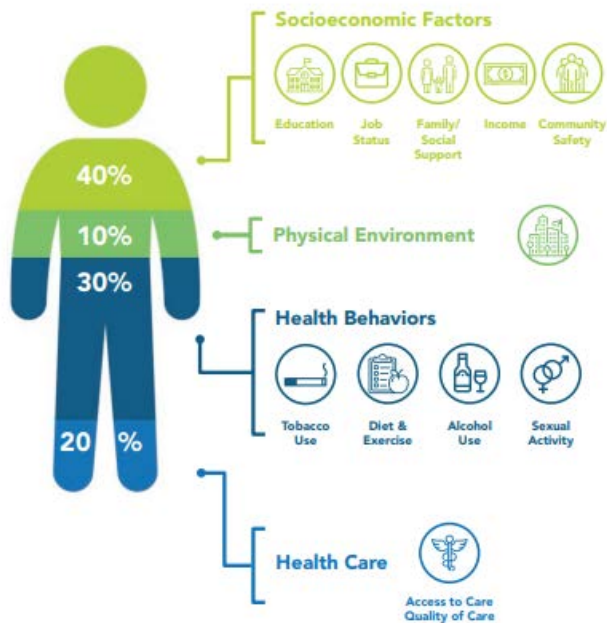 Socioeconomic Factors
Education
Job
Status
Family/
Social
Support
Income
Community
Safety
40%
10%
Physical Environment
30%
Health Behaviors
Tobacco
Use
Diet &
Exercise
Alcohol
Use
Sexual
Activity
20 %
Health Care
Access to Care
Quality of Care